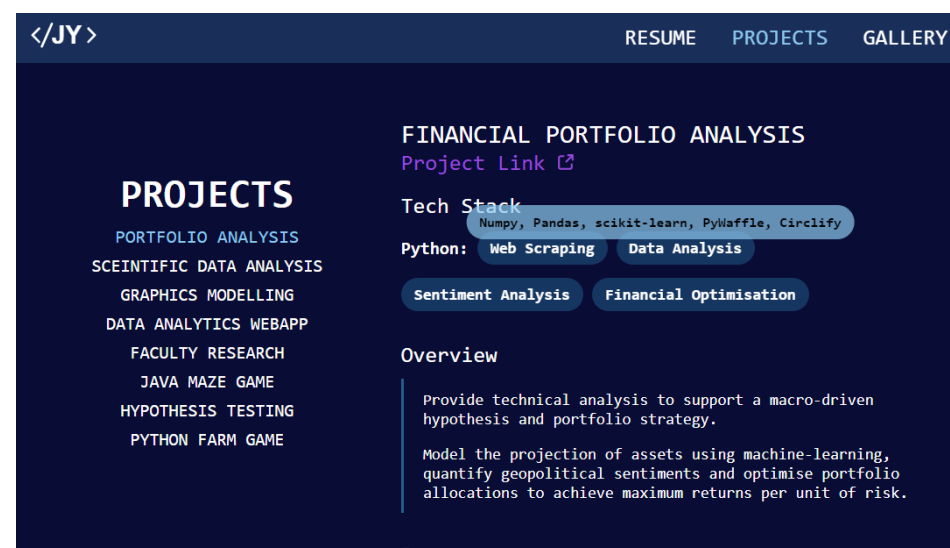 </JY>
RESUME PROJECTS GALLERY
PROJECTS
PORTFOLIO ANALYSIS
SCEINTIFIC DATA ANALYSIS
GRAPHICS MODELLING
DATA ANALYTICS WEBAPP
FACULTY RESEARCH
JAVA MAZE GAME
HYPOTHESIS TESTING
PYTHON FARM GAME
FINANCIAL PORTFOLIO ANALYSIS
Project Link
Tech Stack
Numpy, Pandas, scikit-learn, PyWaffle, Circlify
Python: Web Scraping Data Analysis
Sentiment Analysis Financial Optimisation
Overview
Provide technical analysis to support a macro-driven
hypothesis and portfolio strategy.
Model the projection of assets using machine-learning,
quantify geopolitical sentiments and optimise portfolio
allocations to achieve maximum returns per unit of risk.